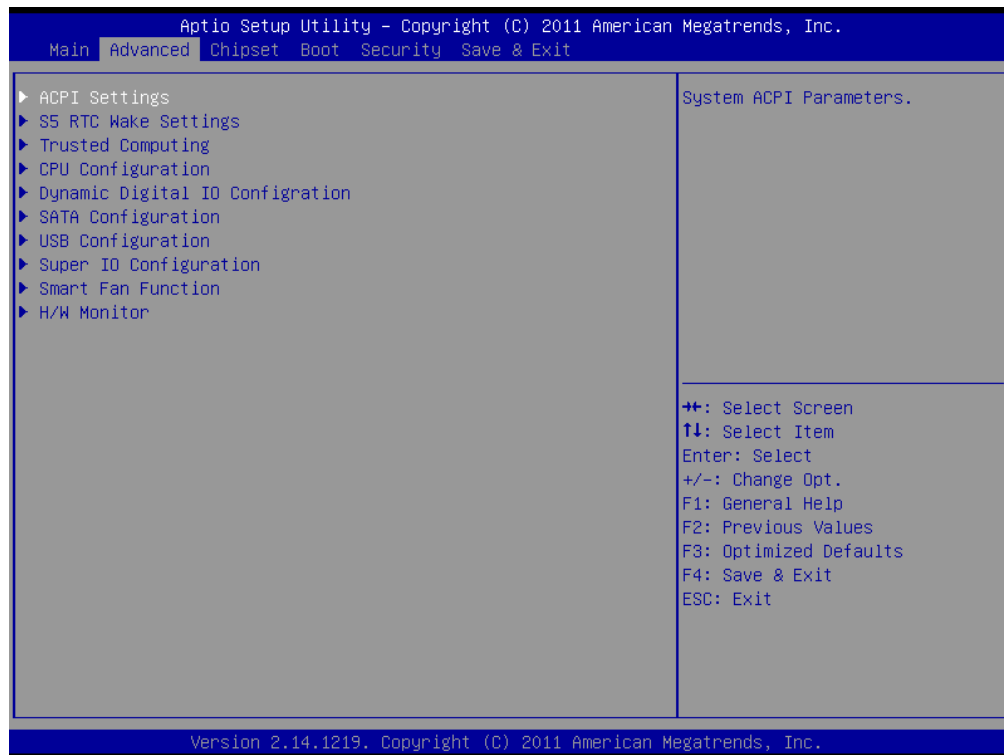 Aptio Setup Utility – Copyright (C) 2011 American Megatrends, Inc.
Main Advanced Chipset Boot Security Save & Exit
ACPI Settings
S5 RTC Wake Settings
Trusted Computing
CPU Configuration
Dynamic Digital IO Configration
SATA Configuration
USB Configuration
Super IO Configuration
Smart Fan Function
H/W Monitor
System ACPI Parameters.
→←: Select Screen
↑↓: Select Item
Enter: Select
+/-: Change Opt.
F1: General Help
F2: Previous Values
F3: Optimized Defaults
F4: Save & Exit
ESC: Exit
Version 2.14.1219. Copyright (C) 2011 American Megatrends, Inc.